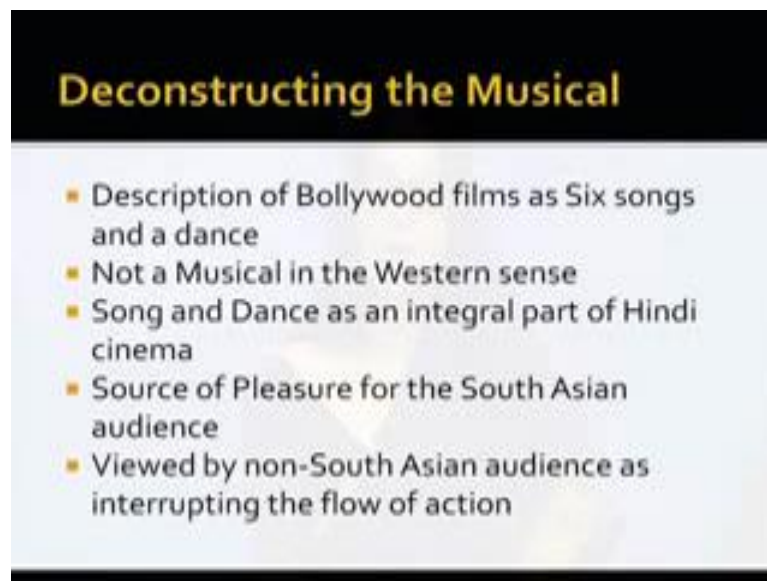 Deconstructing the Musical
Description of Bollywood films as Six songs
and a dance
Not a Musical in the Western sense
Song and Dance as an integral part of Hindi
cinema
Source of Pleasure for the South Asian
audience
Viewed by non-South Asian audience as
interrupting the flow of action